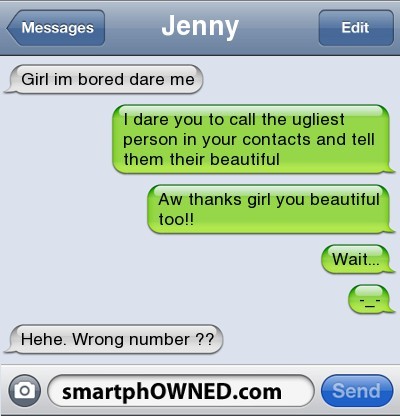 Messages
Jenny
Edit
Girl im bored dare me
I dare you to call the ugliest
person in your contacts and tell
them their beautiful
Aw thanks girl you beautiful
too!!
Wait...
-_-
Hehe. Wrong number ??
smartphOWNED.com
Send